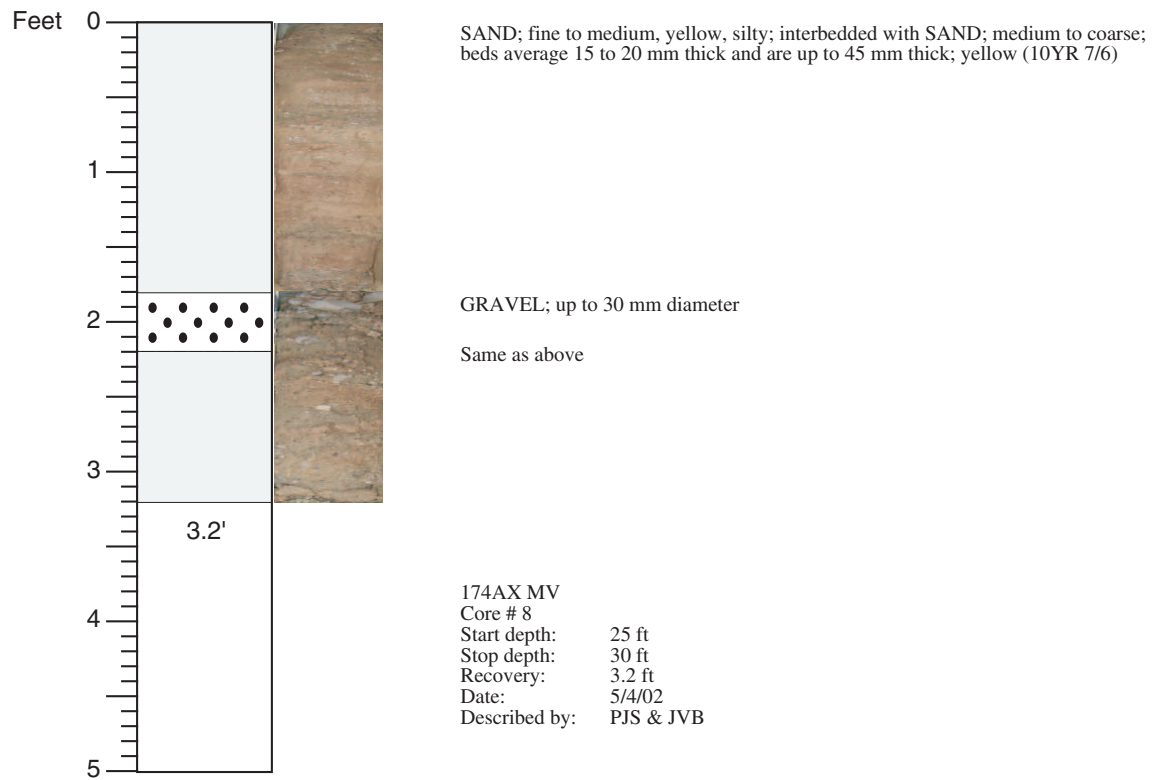 Feet 0
SAND; fine to medium, yellow, silty; interbedded with SAND; medium to coarse;
beds average 15 to 20 mm thick and are up to 45 mm thick; yellow (10YR 7/6)
1
GRAVEL; up to 30 mm diameter
2
Same as above
3
3.2'
174AX MV
Core # 8
4
Start depth: 25 ft
Stop depth: 30 ft
Recovery: 3.2 ft
Date: 5/4/02
Described by: PJS & JVB
5